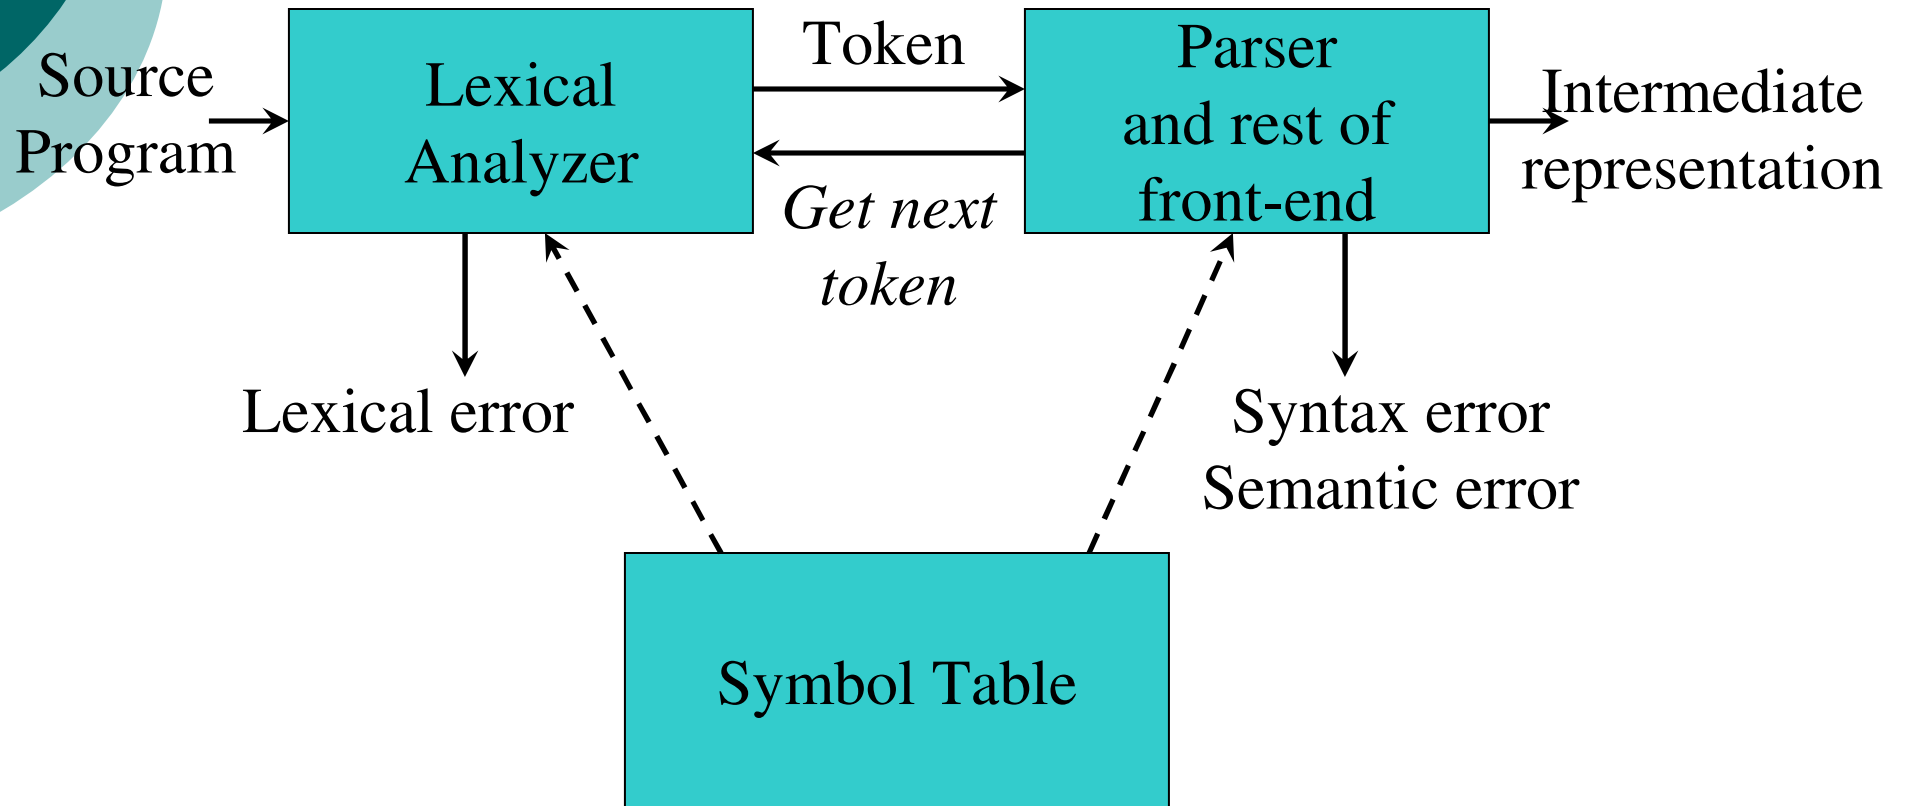 Source
Program
Lexical
Analyzer
Token
Get next
token
Parser
and rest of
front-end
Intermediate
representation
Lexical error
Syntax error
Semantic error
Symbol Table